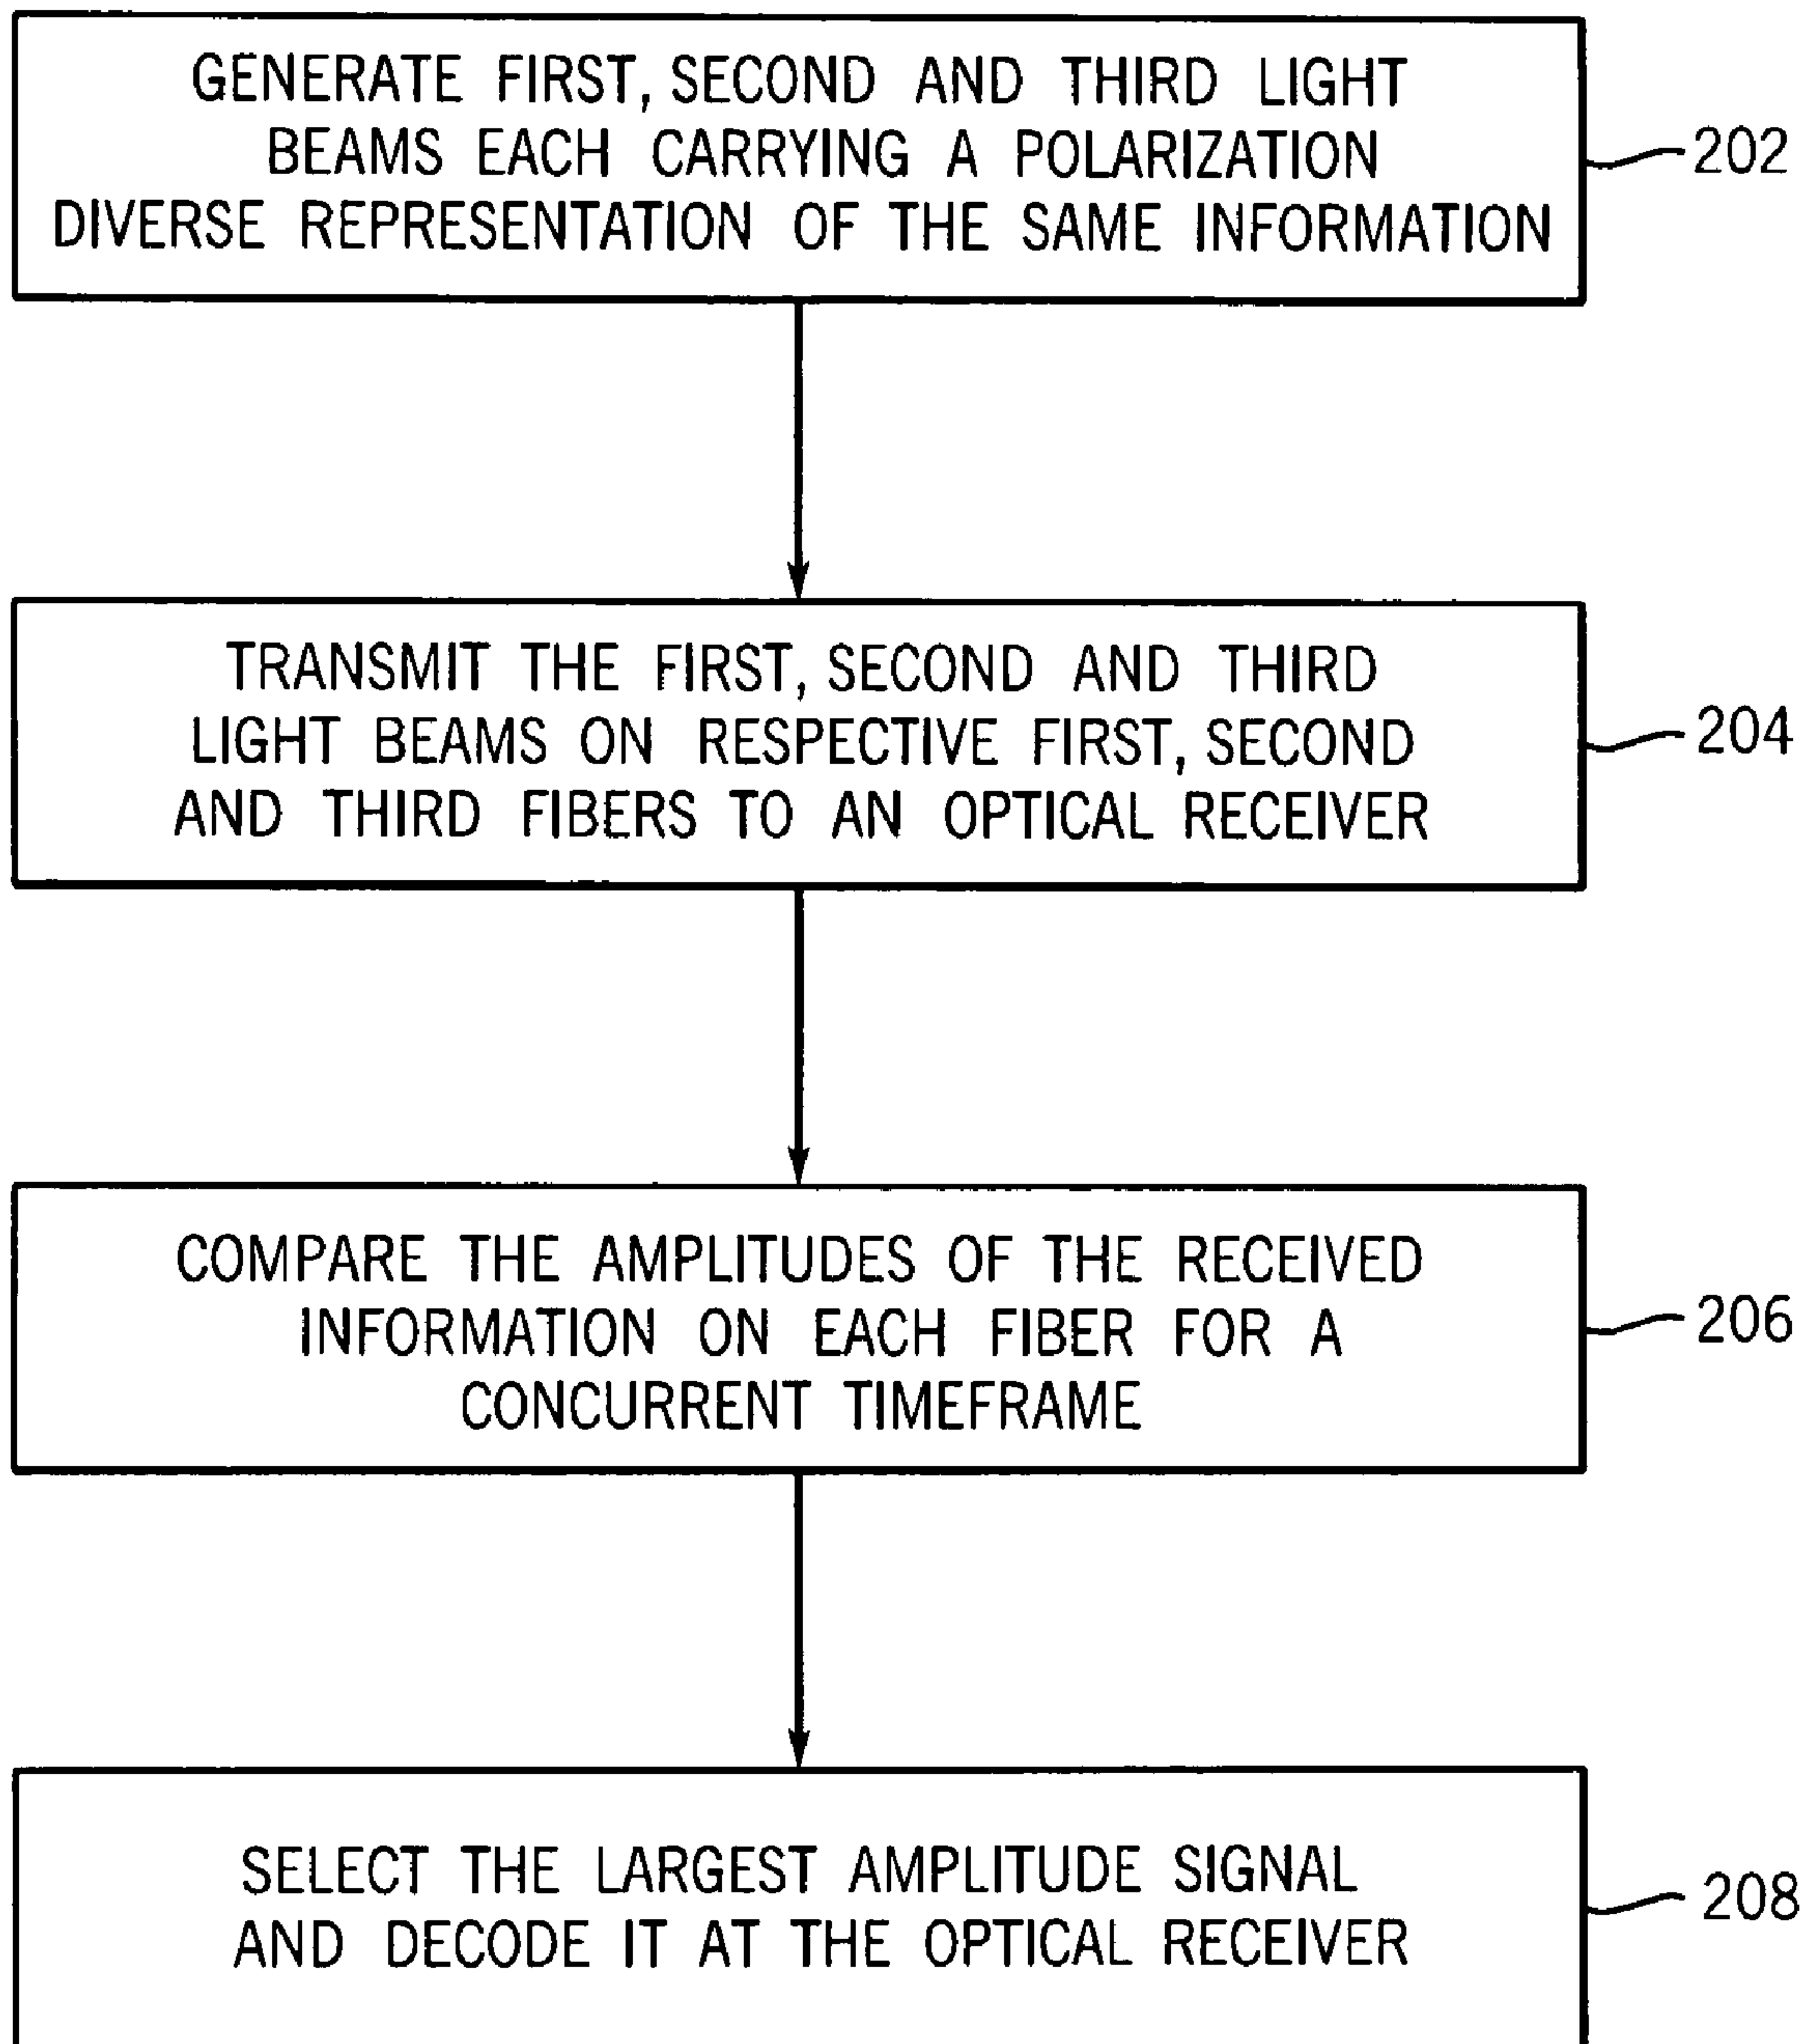 GENERATE FIRST, SECOND AND THIRD LIGHT
BEAMS EACH CARRYING A POLARIZATION
DIVERSE REPRESENTATION OF THE SAME INFORMATION
202
TRANSMIT THE FIRST, SECOND AND THIRD
LIGHT BEAMS ON RESPECTIVE FIRST, SECOND
AND THIRD FIBERS TO AN OPTICAL RECEIVER
204
COMPARE THE AMPLITUDES OF THE RECEIVED
INFORMATION ON EACH FIBER FOR A
CONCURRENT TIMEFRAME
206
SELECT THE LARGEST AMPLITUDE SIGNAL
AND DECODE IT AT THE OPTICAL RECEIVER
208